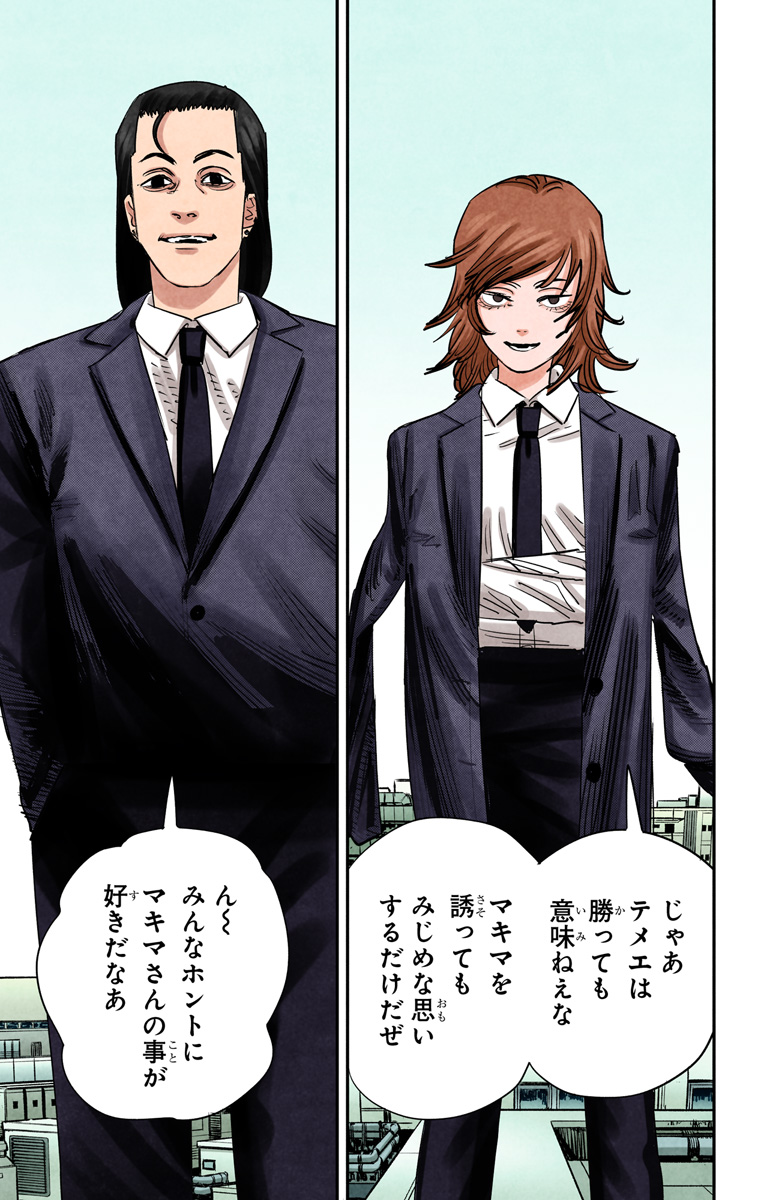 じゃあ
テメエは
勝っても
意味ねえな
マキマを
誘っても
みじめな思い
するだけだぜ
ん〜
みんなホントに
マキマさんの事が
好きだなあ